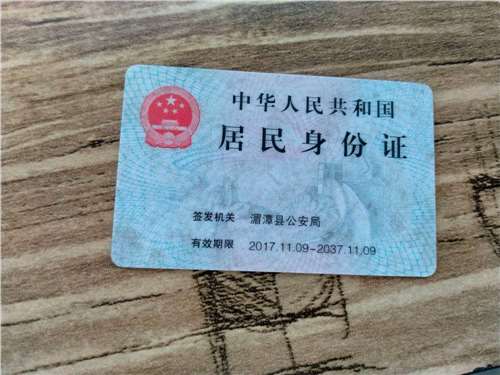 中华人民共和国
居民身份证
签发机关 湄潭县公安局
有效期限 2017.11.09-2037.11.09